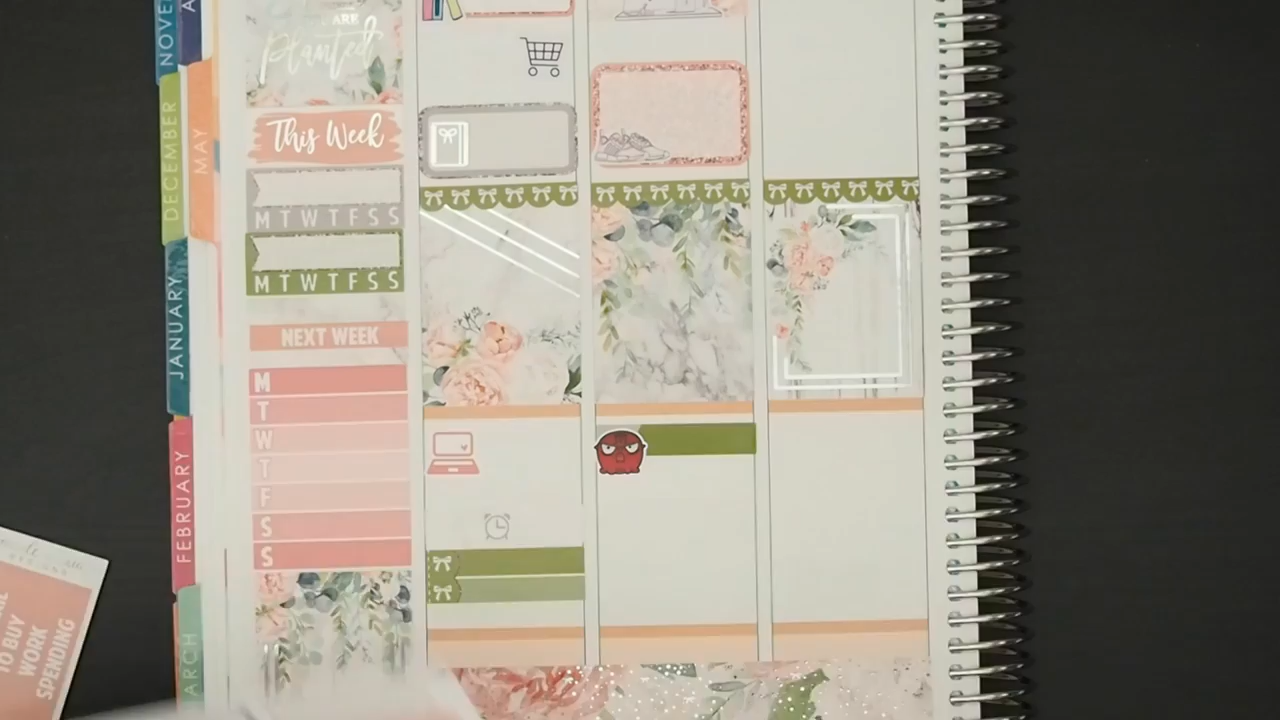 ARE
Planted
This Week
M T W T F S S
M T W T F S S
NEXT WEEK
M
T
W
T
F
S
S
NOVE
DECEMBER
MAY
JANUARY
FEBRUARY
ARCH
TO BUY
WORK
SPENDING